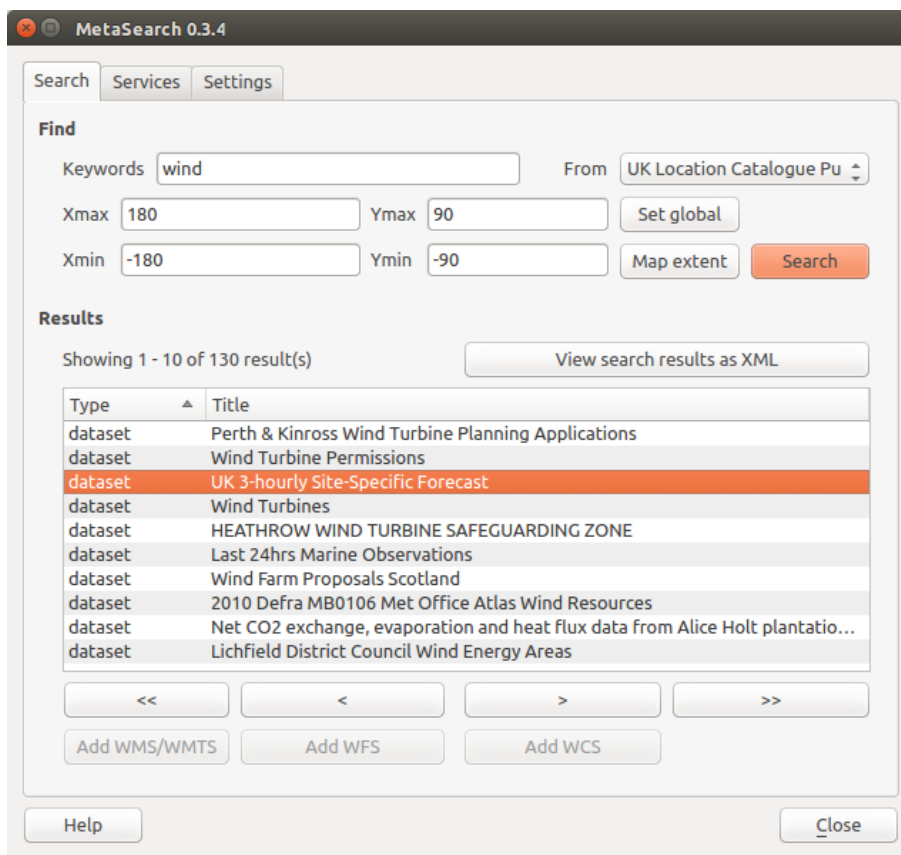 MetaSearch 0.3.4
Search Services Settings
Find
Keywords wind From UK Location Catalogue Pu
Xmax 180 Ymax 90 Set global
Xmin -180 Ymin -90 Map extent Search
Results
Showing 1 - 10 of 130 result(s) View search results as XML
Type Title
dataset Perth & Kinross Wind Turbine Planning Applications
dataset Wind Turbine Permissions
dataset UK 3-hourly Site-Specific Forecast
dataset Wind Turbines
dataset HEATHROW WIND TURBINE SAFEGUARDING ZONE
dataset Last 24hrs Marine Observations
dataset Wind Farm Proposals Scotland
dataset 2010 Defra MB0106 Met Office Atlas Wind Resources
dataset Net CO2 exchange, evaporation and heat flux data from Alice Holt plantatio...
dataset Lichfield District Council Wind Energy Areas
<< < > >>
Add WMS/WMTS Add WFS Add WCS
Help Close